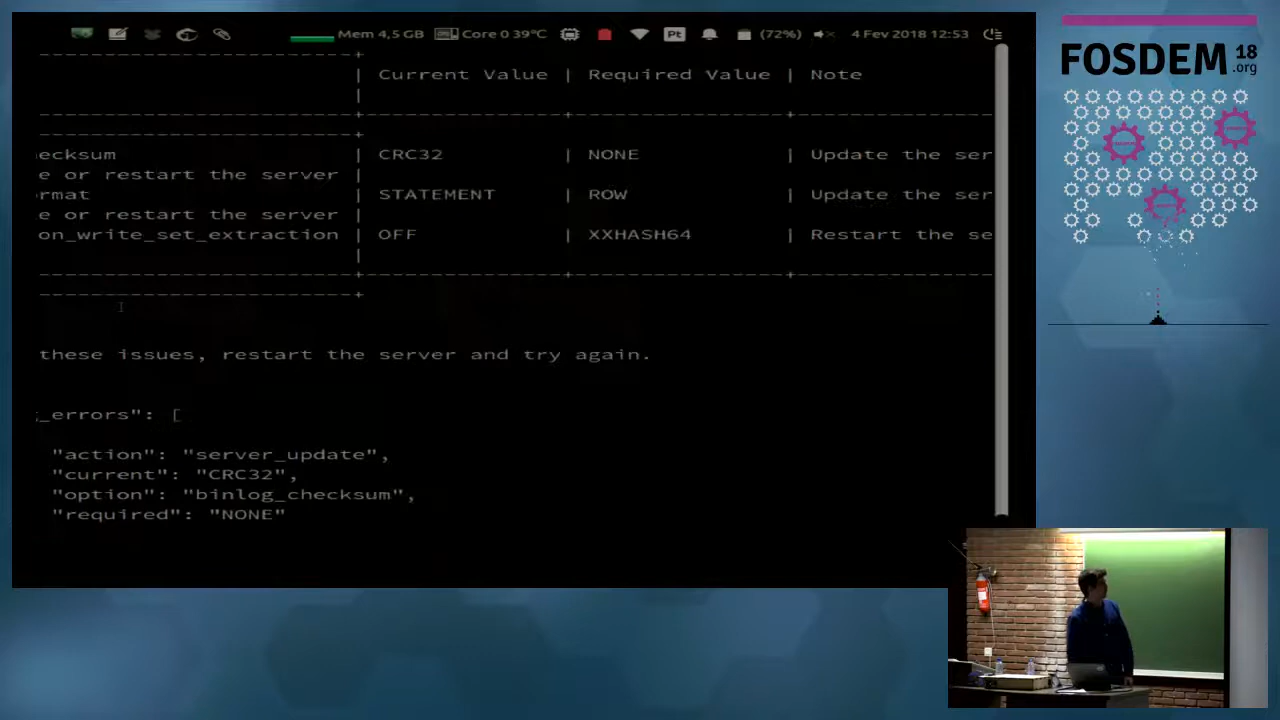 Mem 4,5 GB Core 0 39°C Pt (72%) 4 Fev 2018 12:53
-----------------------+
| Current Value | Required Value | Note
|
-----------------------+---------------+----------------+---------------
-----------------------+
ecksum | CRC32 | NONE | Update the ser
e or restart the server |
rmat | STATEMENT | ROW | Update the ser
e or restart the server |
on_write_set_extraction | OFF | XXHASH64 | Restart the se
|
-----------------------+---------------+----------------+---------------
-----------------------+
these issues, restart the server and try again.
_errors": [
"action": "server_update",
"current": "CRC32",
"option": "binlog_checksum",
"required": "NONE"
FOSDEM 18
.org